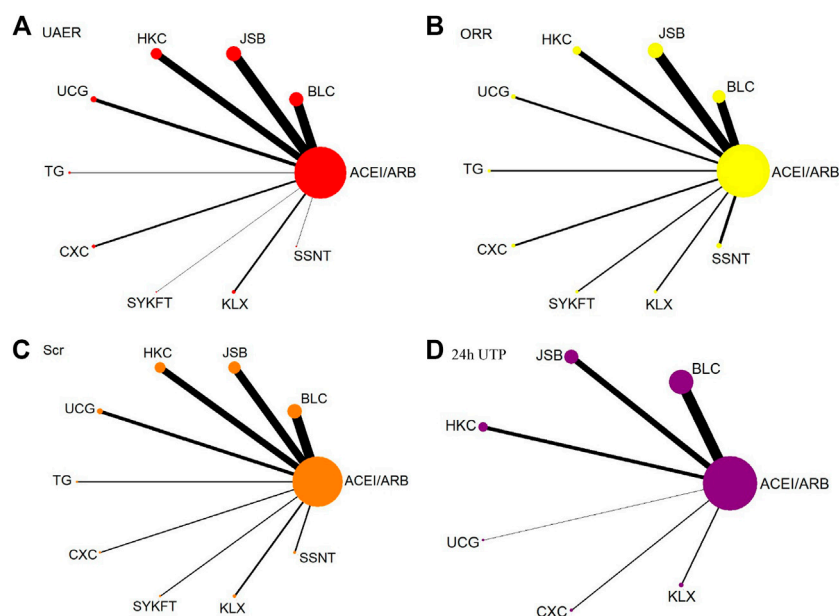 A UAER
HKC
JSB
BLC
UCG
TG
ACEI/ARB
CXC
SSNT
SYKFT
KLX
B ORR
HKC
JSB
BLC
UCG
TG
ACEI/ARB
CXC
SSNT
SYKFT
KLX
C Scr
HKC
JSB
BLC
UCG
TG
ACEI/ARB
CXC
SSNT
SYKFT
KLX
D 24h UTP
JSB
BLC
HKC
ACEI/ARB
UCG
KLX
CXC